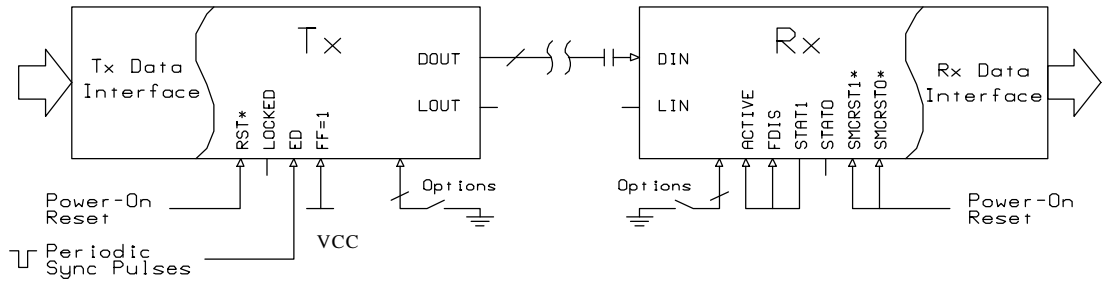 Tx
Rx
Tx Data
Interface
DOUT
LOUT
DIN
LIN
Rx Data
Interface
RST*
LOCKED
ED
FF=1
ACTIVE
FDIS
STAT1
STAT0
SMCRST1*
SMCRST0*
Options
Options
Power-On
Reset
Power-On
Reset
VCC
Periodic
Sync Pulses